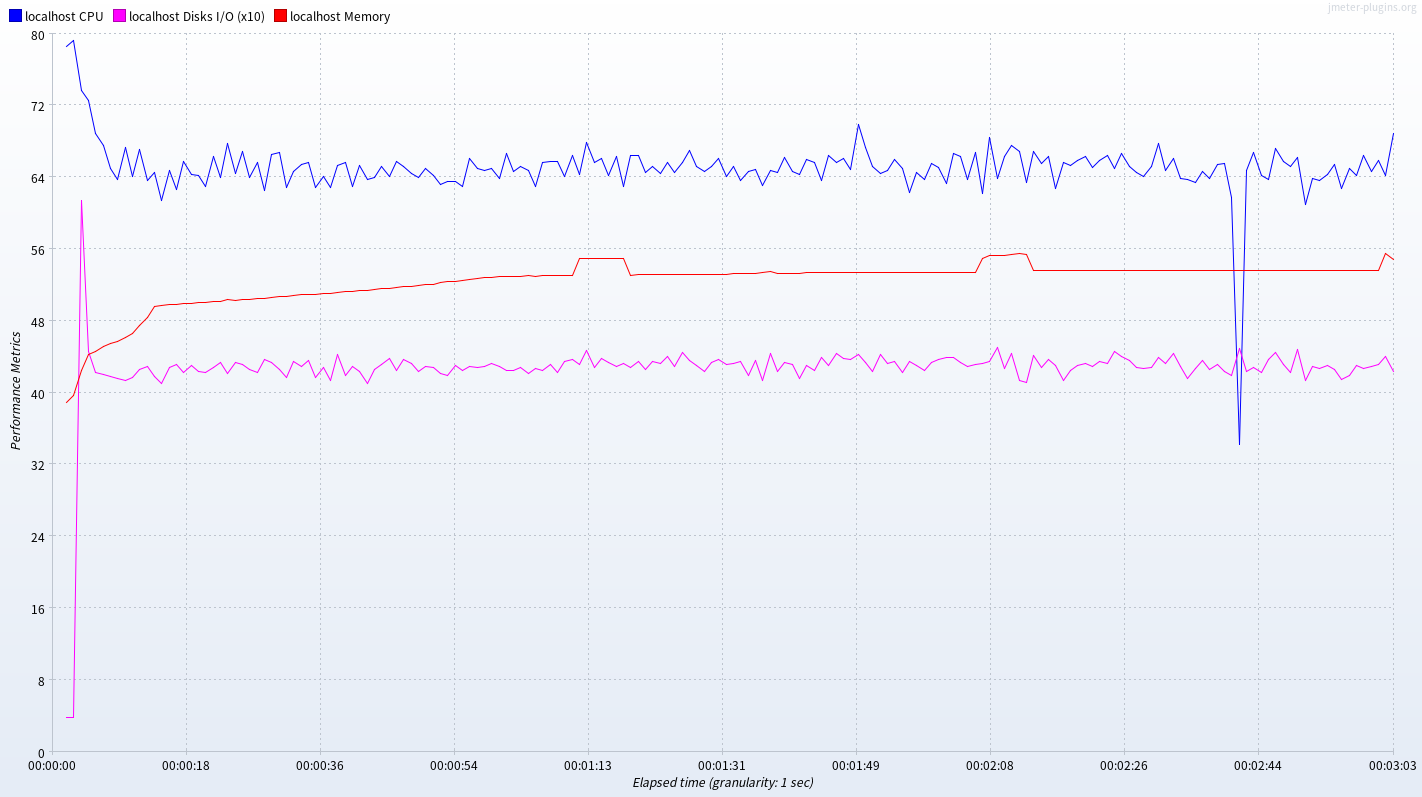 jmeter-plugins.org
localhost CPU localhost Disks I/O (x10) localhost Memory
80
72
64
56
48
40
32
24
16
8
0
Performance Metrics
00:00:00 00:00:18 00:00:36 00:00:54 00:01:13 00:01:31 00:01:49 00:02:08 00:02:26 00:02:44 00:03:03
Elapsed time (granularity: 1 sec)